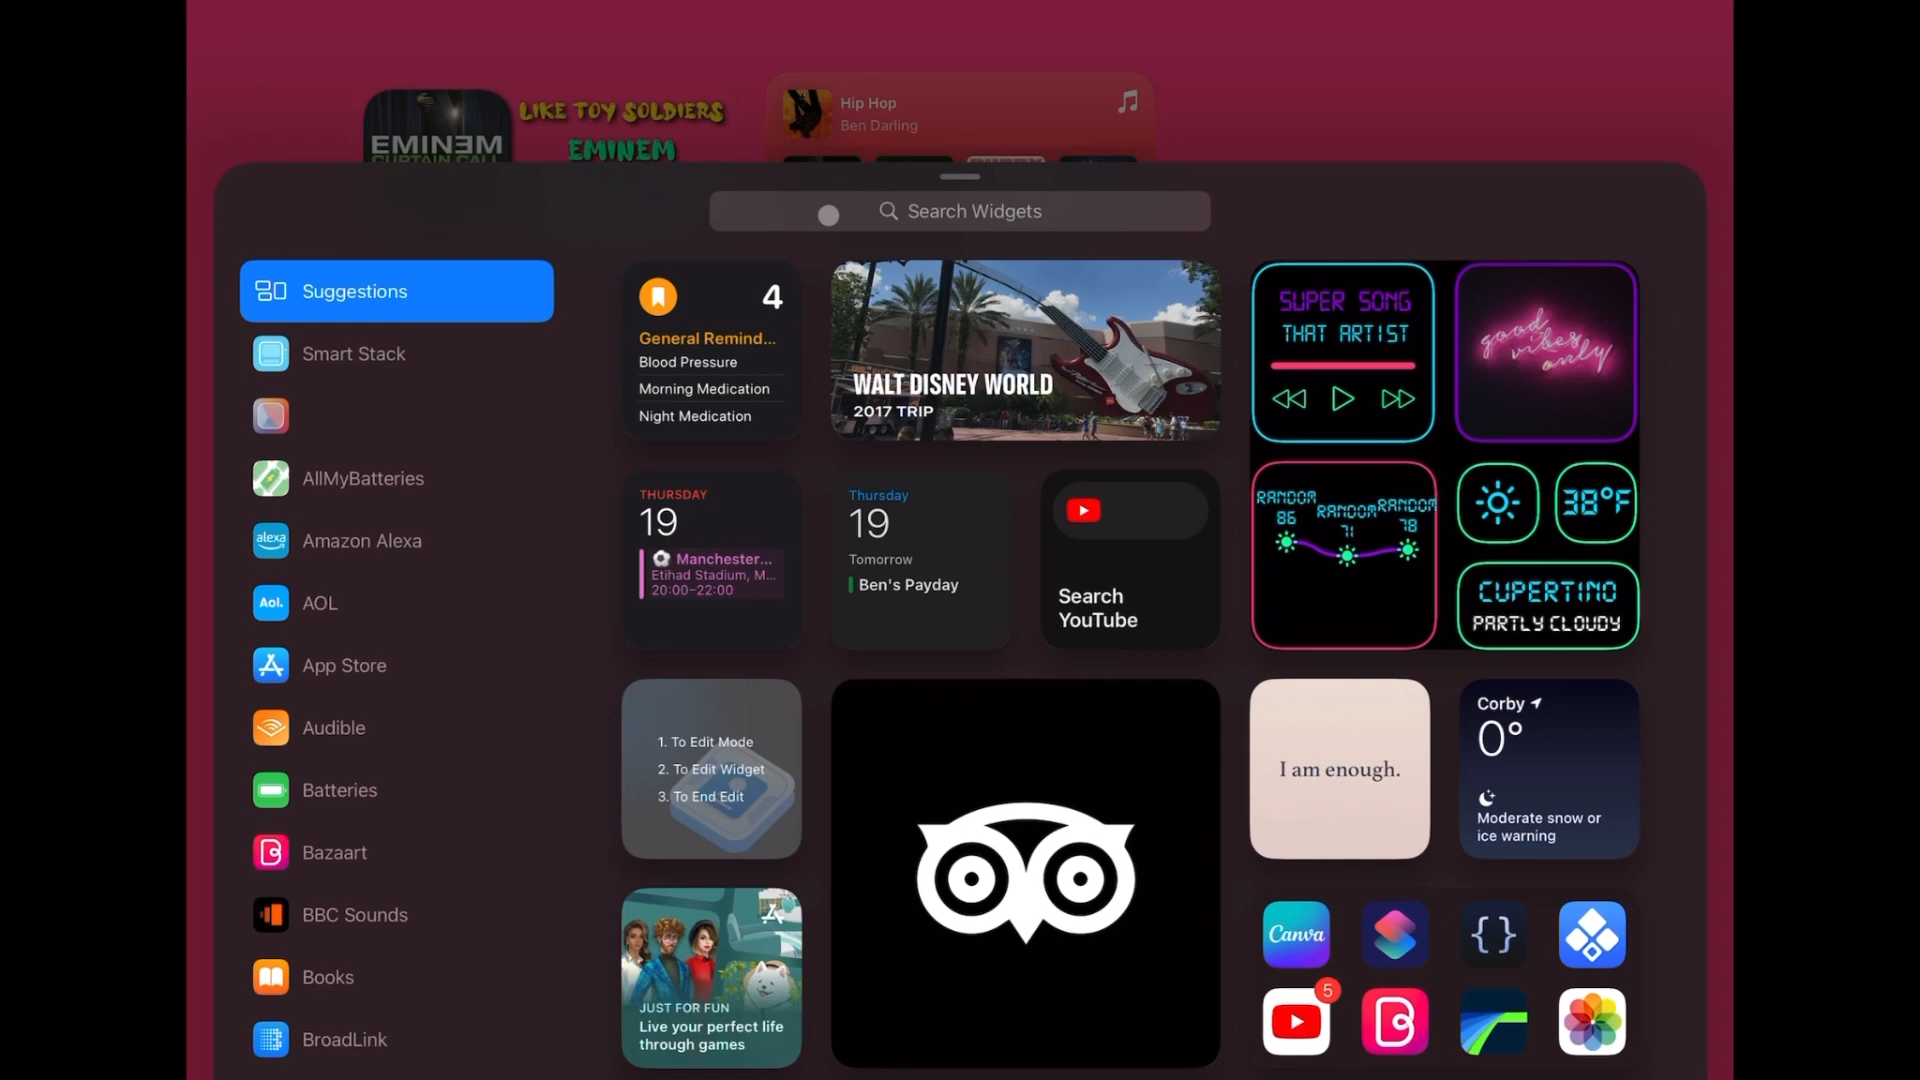 LIKE TOY SOLDIERS
EMINEM
EMINEM
CURTAIN CALL
Hip Hop
Ben Darling
Search Widgets
Suggestions
Smart Stack
AllMyBatteries
alexa
Amazon Alexa
Aol.
AOL
App Store
Audible
Batteries
Bazaart
BBC Sounds
Books
BroadLink
4
General Remind...
Blood Pressure
Morning Medication
Night Medication
WALT DISNEY WORLD
2017 TRIP
SUPER SONG
THAT ARTIST
good
vibes
only
THURSDAY
19
Manchester...
Etihad Stadium, M...
20:00–22:00
Thursday
19
Tomorrow
Ben's Payday
Search
YouTube
RANDOM
86
RANDOM
71
RANDOM
78
38°F
CUPERTINO
PARTLY CLOUDY
1. To Edit Mode
2. To Edit Widget
3. To End Edit
I am enough.
Corby
0°
Moderate snow or
ice warning
JUST FOR FUN
Live your perfect life
through games
Canva
{ }
5